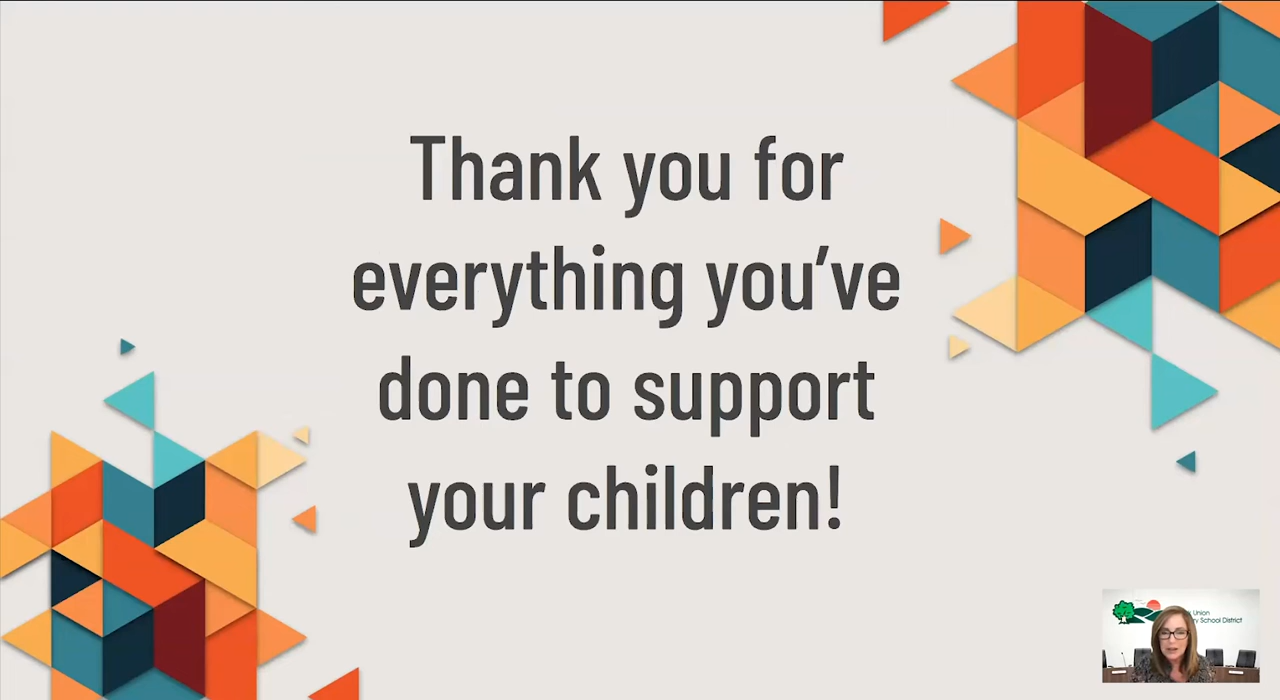 Thank you for
everything you’ve
done to support
your children!
Union
School District